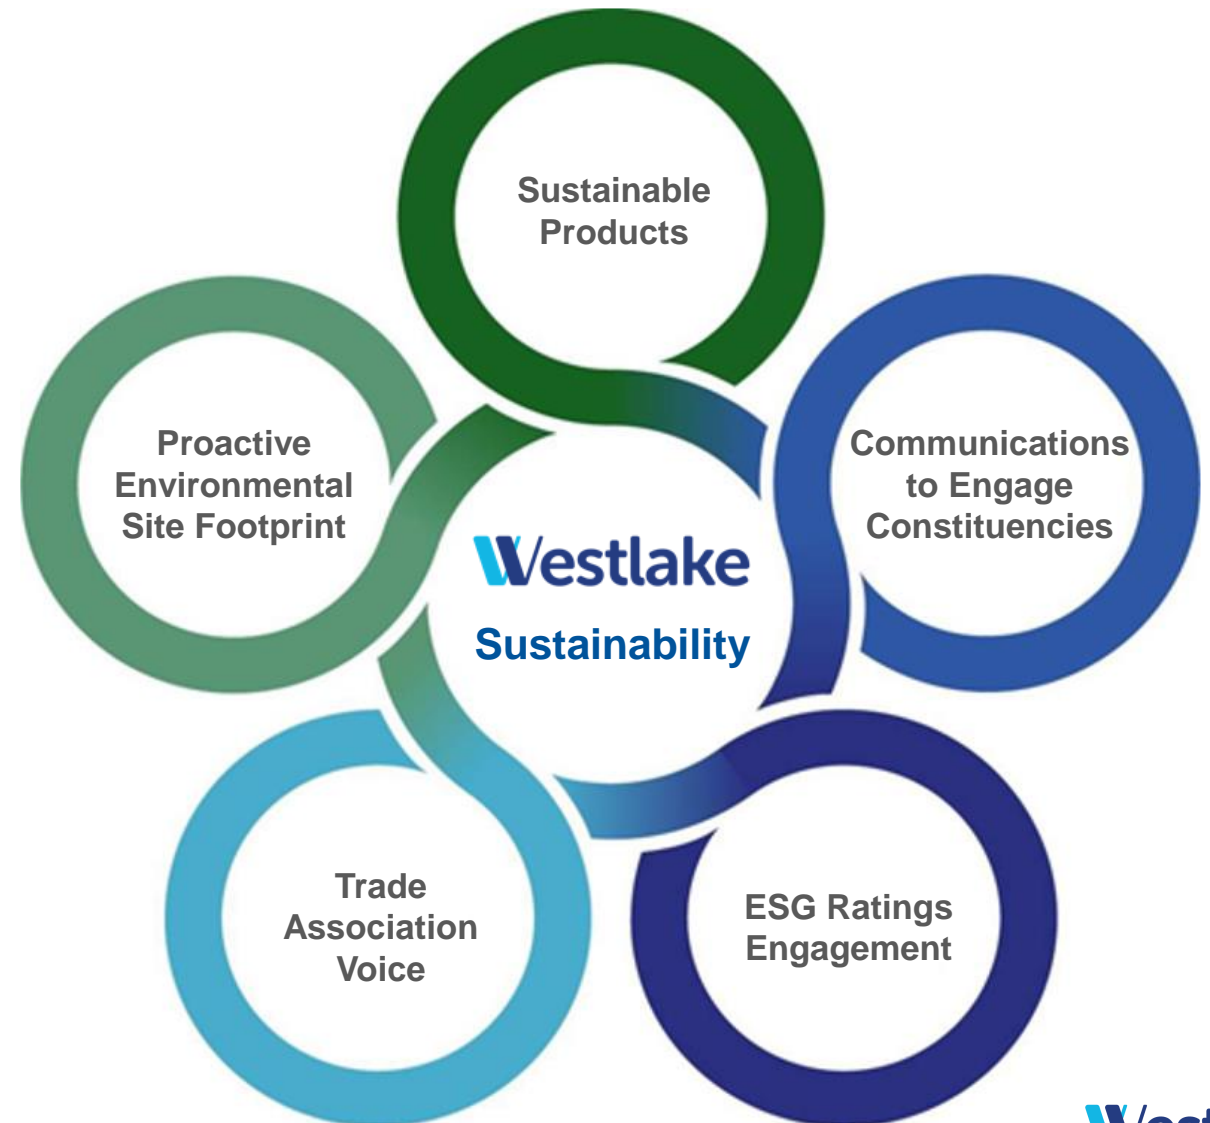 Sustainable
Products
Proactive
Environmental
Site Footprint
Communications
to Engage
Constituencies
Westlake
Sustainability
Trade
Association
Voice
ESG Ratings
Engagement